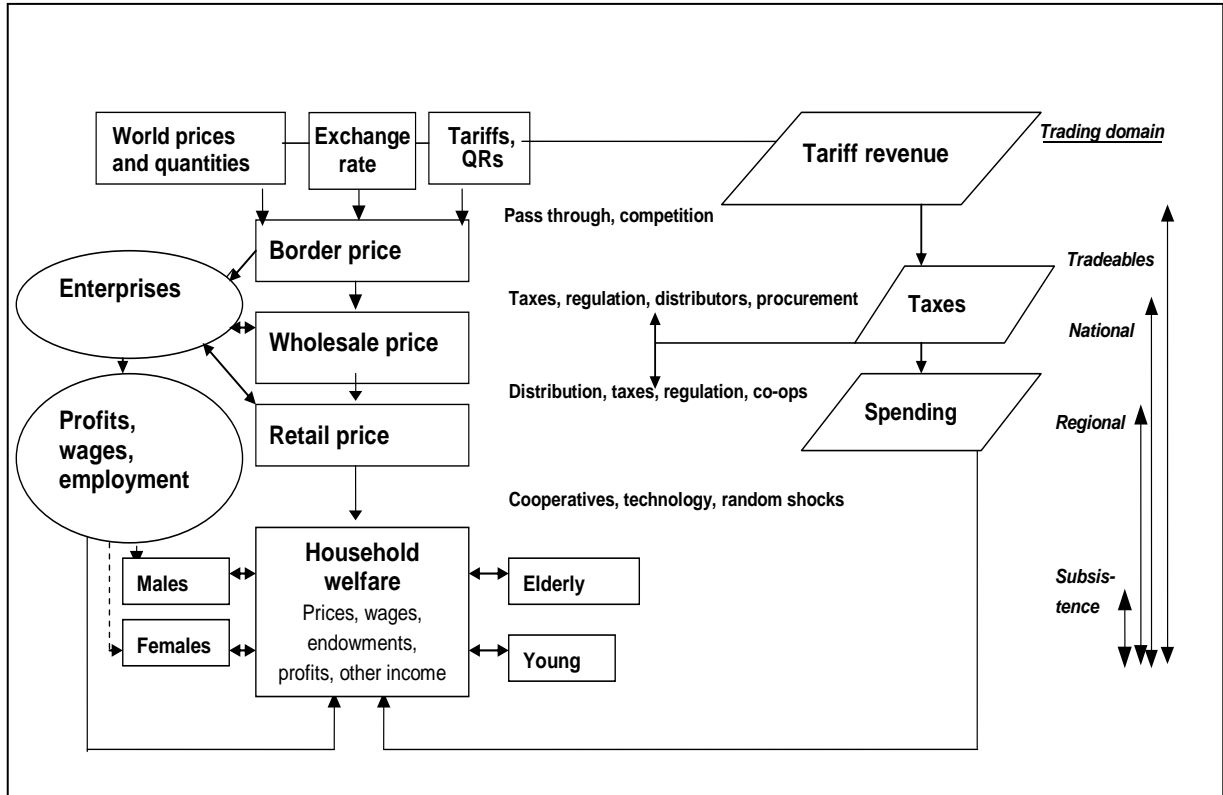 World prices
and quantities
Exchange
rate
Tariffs,
QRs
Tariff revenue
Trading domain
Pass through, competition
Border price
Tradeables
Enterprises
Taxes, regulation, distributors, procurement
Taxes
National
Wholesale price
Distribution, taxes, regulation, co-ops
Spending
Regional
Profits,
wages,
employment
Retail price
Cooperatives, technology, random shocks
Household
welfare
Prices, wages,
endowments,
profits, other income
Males
Females
Elderly
Young
Subsis-
tence